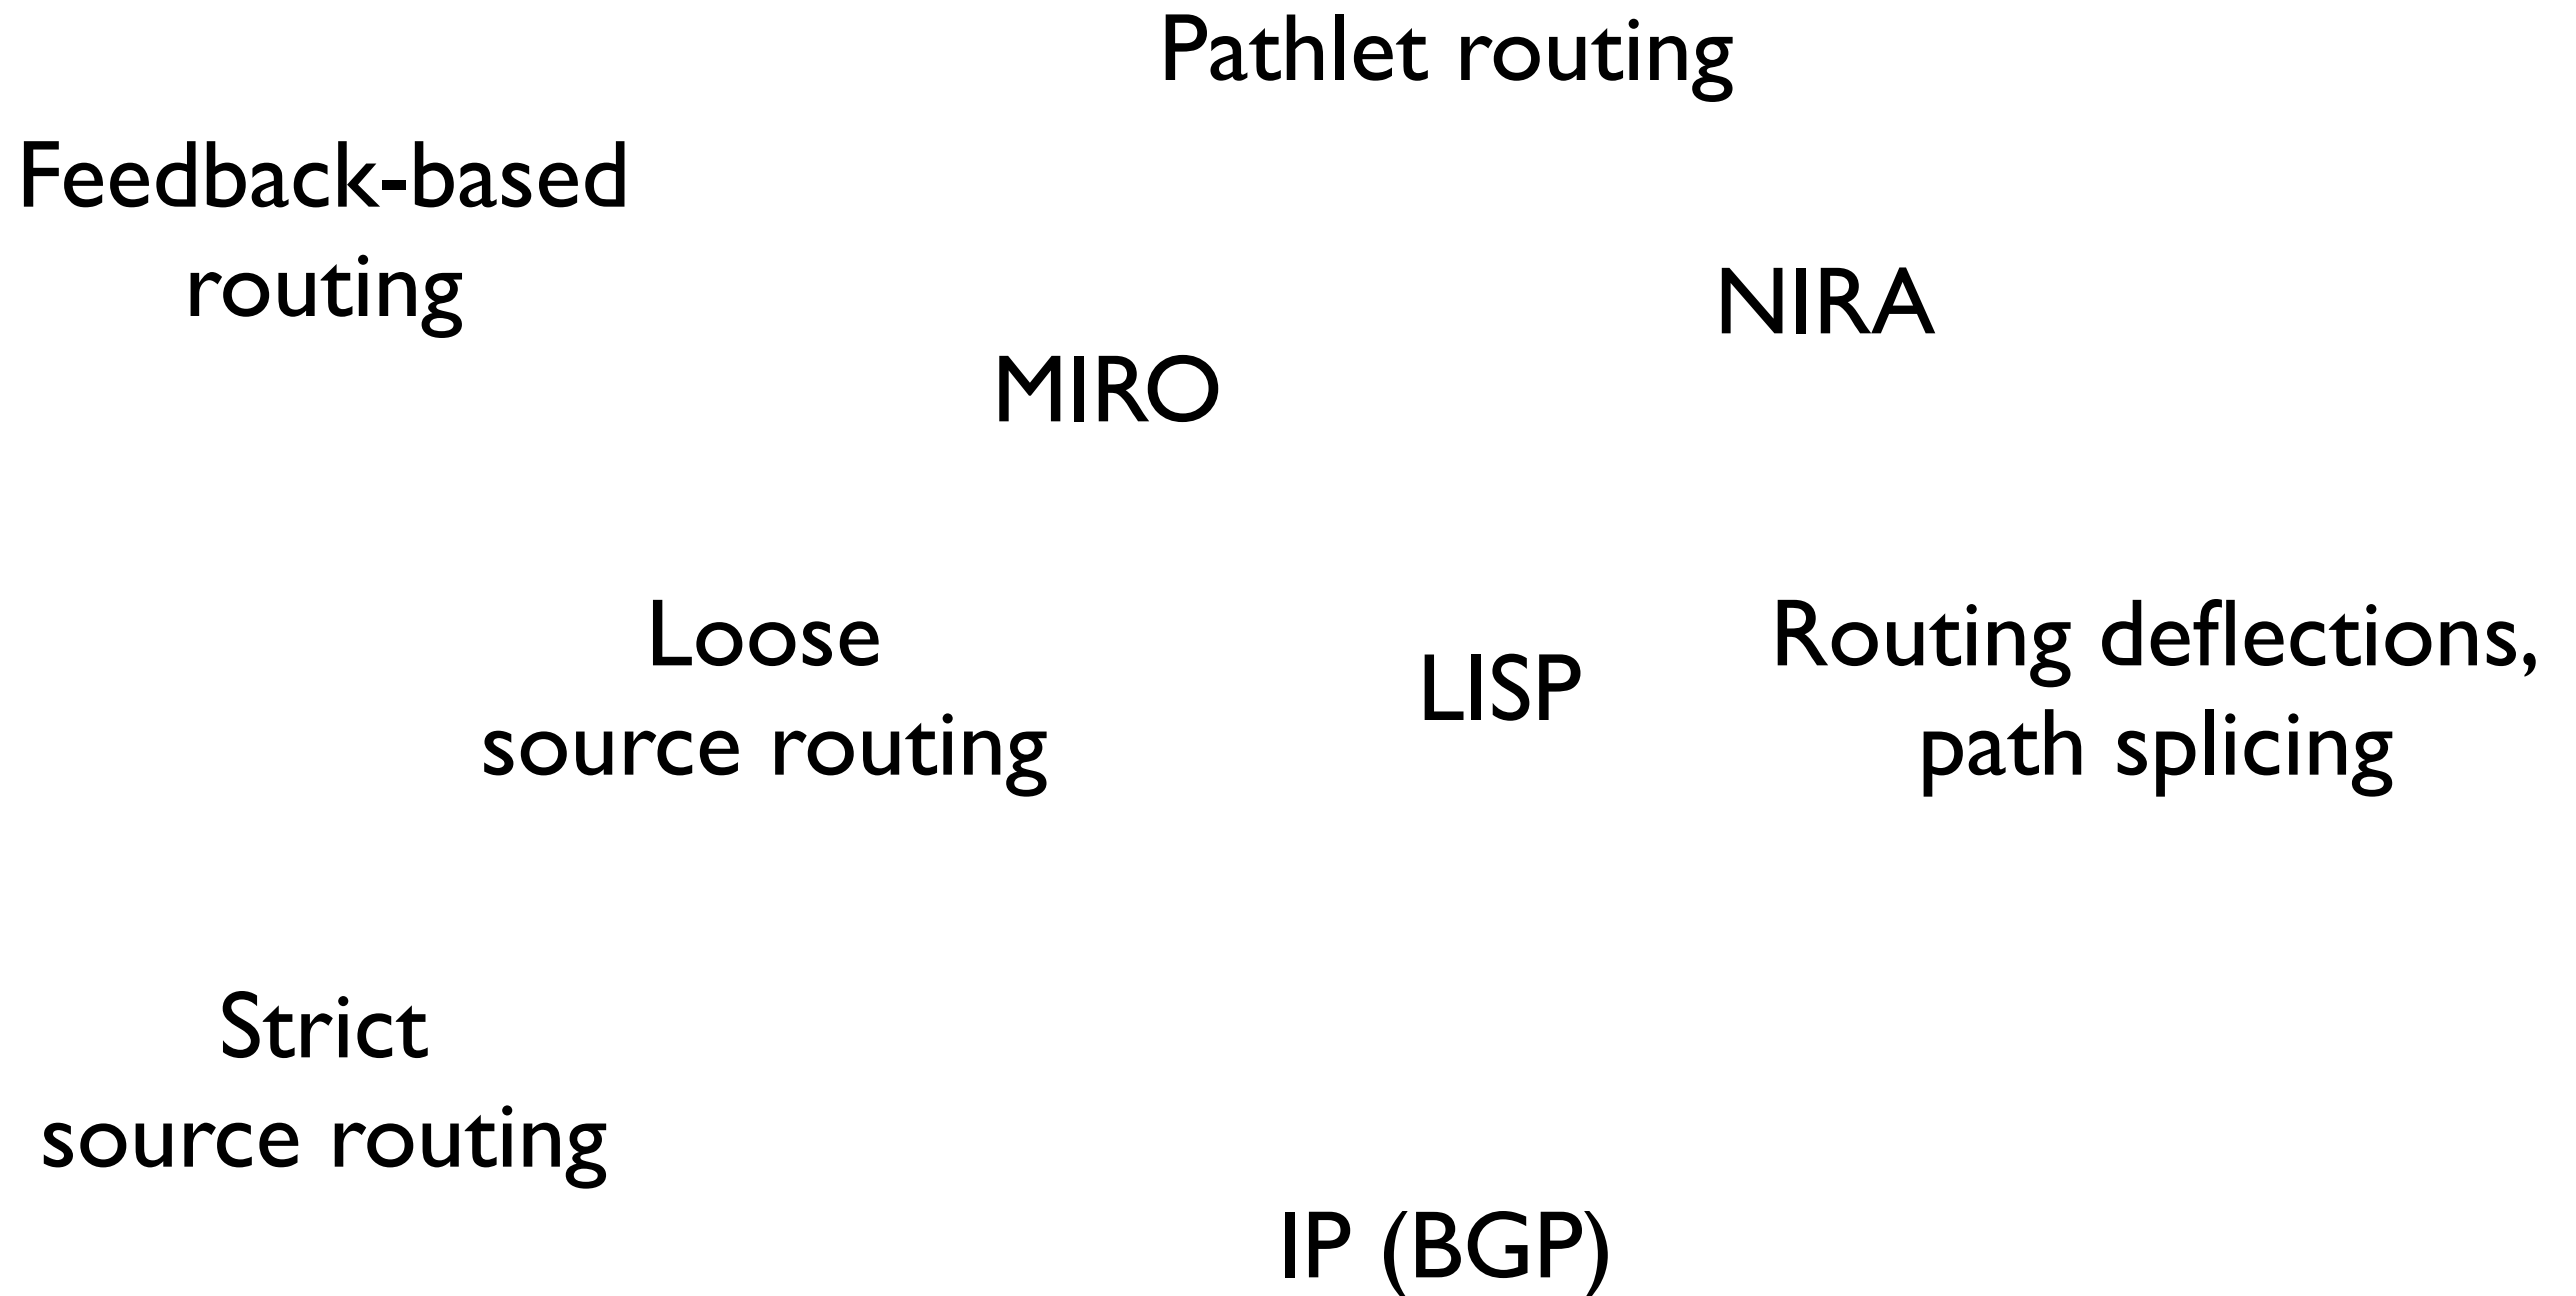 Pathlet routing
Feedback-based
routing
NIRA
MIRO
Loose
source routing
LISP
Routing deflections,
path splicing
Strict
source routing
IP (BGP)